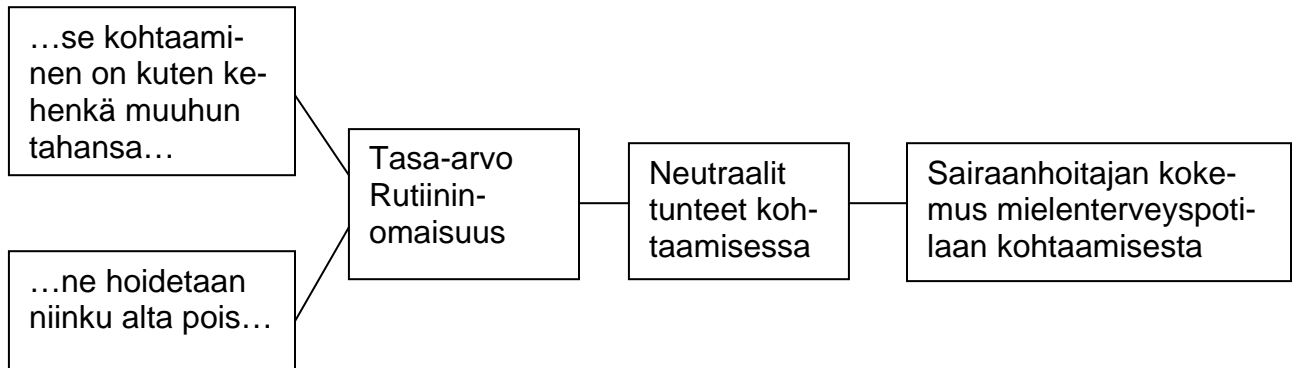 …se kohtaami-
nen on kuten ke-
henkä muuhun
tahansa…
…ne hoidetaan
niinku alta pois…
Tasa-arvo
Rutiinin-
omaisuus
Neutraalit
tunteet koh-
taamisessa
Sairaanhoitajan koke-
mus mielenterveyspoti-
laan kohtaamisesta